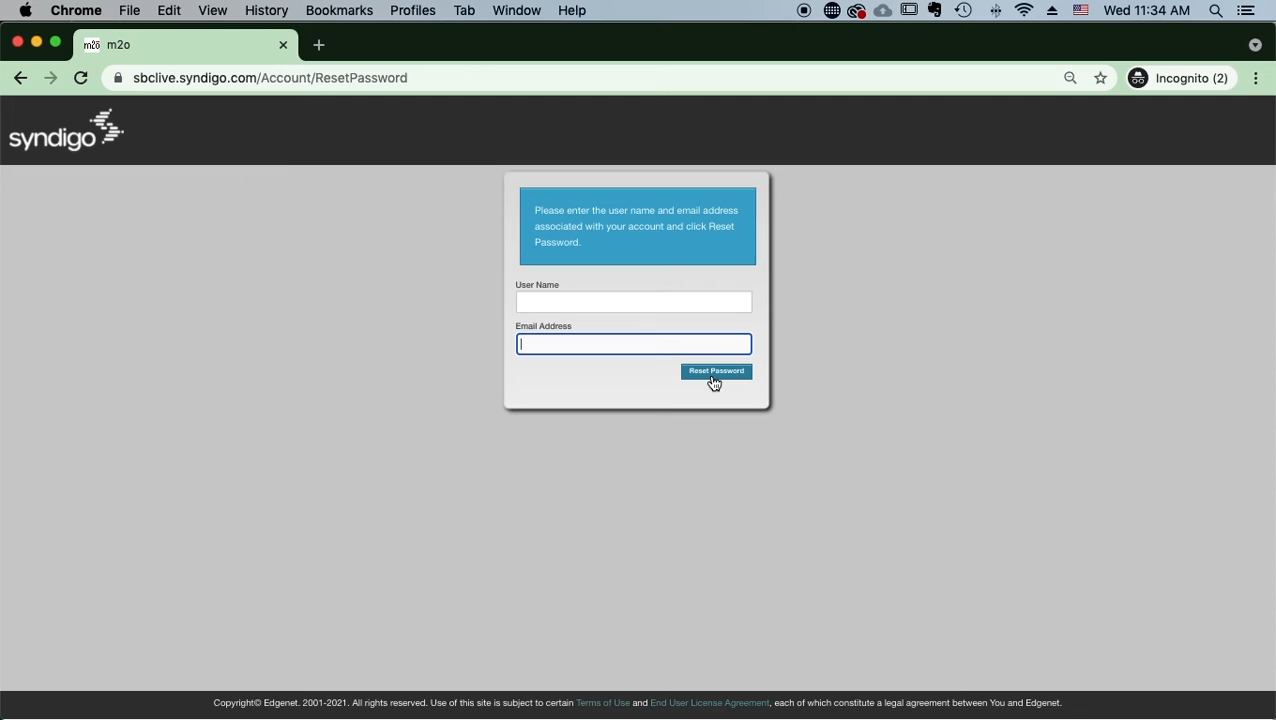 Chrome File Edit View History Bookmarks Profiles Tab Window Help Wed 11:34 AM
m2o m2o
sbclive.syndigo.com/Account/ResetPassword Incognito (2)
syndigo
Please enter the user name and email address
associated with your account and click Reset
Password.
User Name
Email Address
Reset Password
Copyright© Edgenet. 2001-2021. All rights reserved. Use of this site is subject to certain Terms of Use and End User License Agreement, each of which constitute a legal agreement between You and Edgenet.